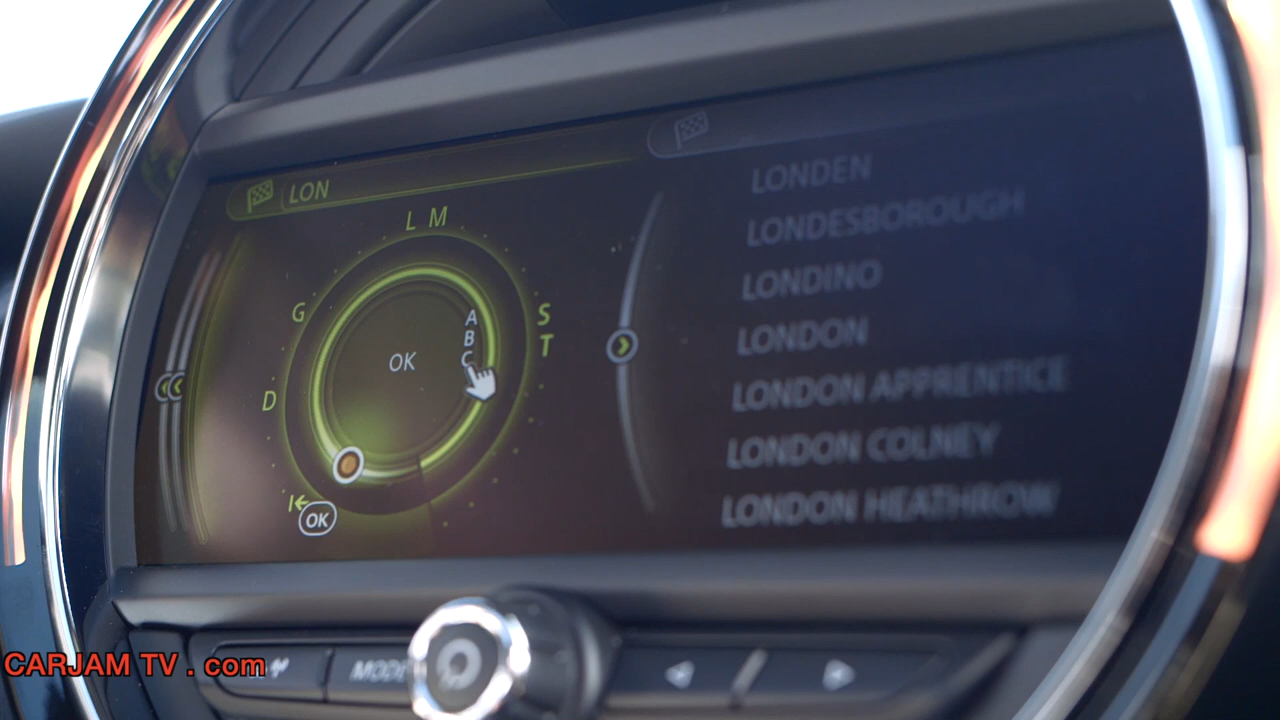 LON
LONDEN
LONDESBOROUGH
LONDINO
LONDON
LONDON APPRENTICE
LONDON COLNEY
LONDON HEATHROW
L M
G
S
T
D
A
B
C
OK
OK
MODE
CARJAM TV . com